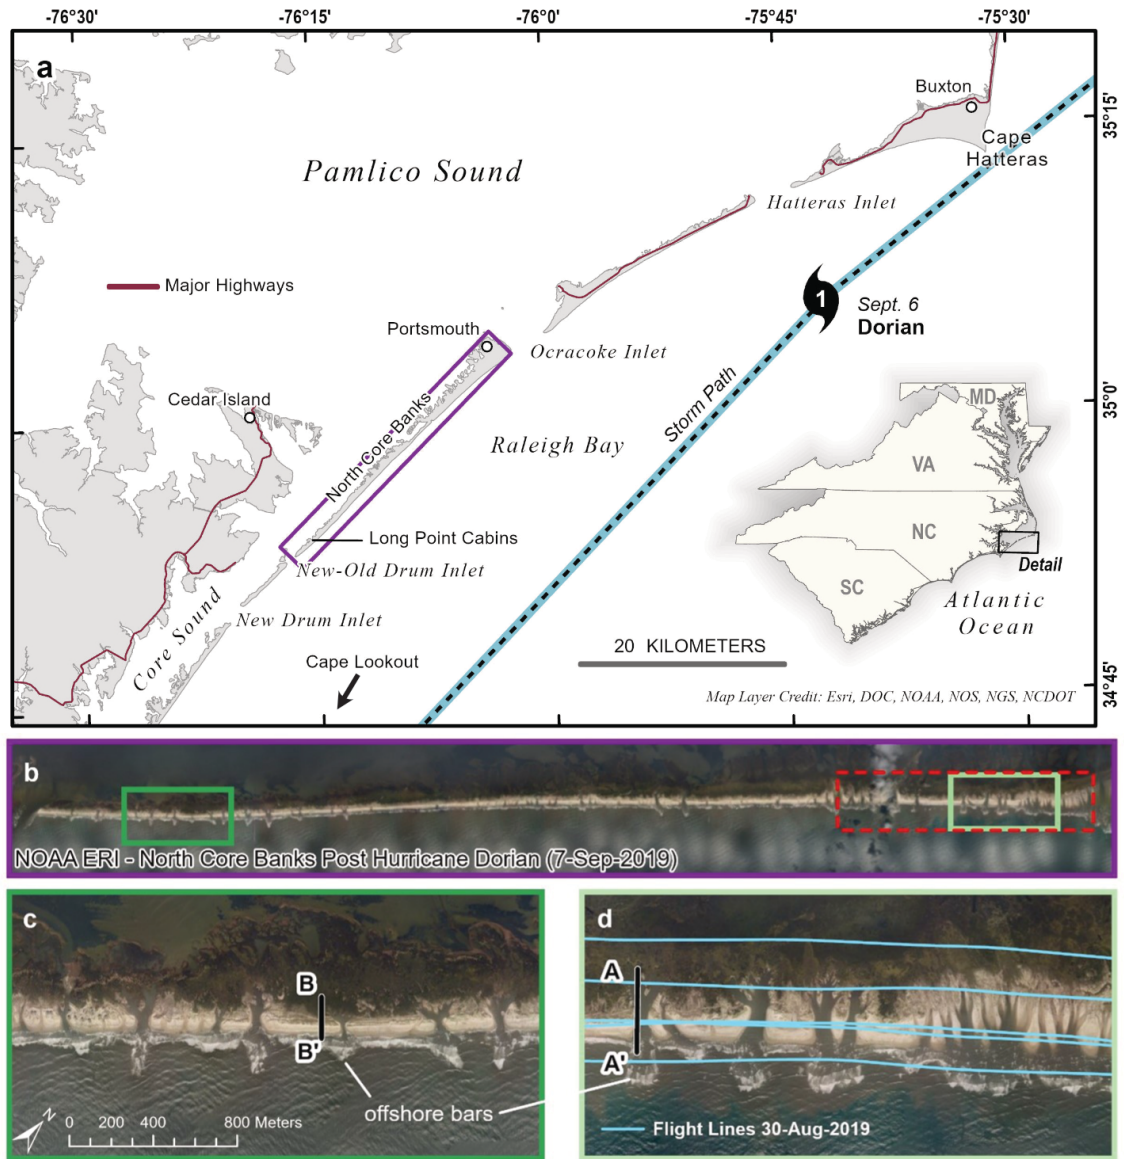 -76°30'
-76°15'
-76°0'
-75°45'
-75°30'
a
Buxton
35°15'
Cape
Hatteras
Pamlico Sound
Hatteras Inlet
Major Highways
1
Sept. 6
Dorian
Portsmouth
Ocracoke Inlet
Cedar Island
Storm Path
35°0'
MD
North Core Banks
Raleigh Bay
VA
NC
Long Point Cabins
Detail
New-Old Drum Inlet
SC
Atlantic
Ocean
Core Sound
New Drum Inlet
20 KILOMETERS
Cape Lookout
34°45'
Map Layer Credit: Esri, DOC, NOAA, NOS, NGS, NCDOT
b
NOAA ERI - North Core Banks Post Hurricane Dorian (7-Sep-2019)
c
B
B'
N
0 200 400 800 Meters
offshore bars
d
A
A'
Flight Lines 30-Aug-2019